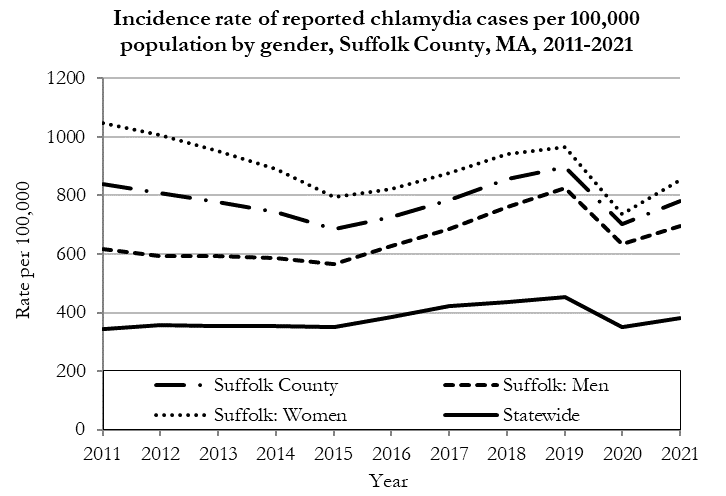 Incidence rate of reported chlamydia cases per 100,000
population by gender, Suffolk County, MA, 2011-2021
1200
1000
800
600
400
200
0
Rate per 100,000
Suffolk County
Suffolk: Men
Suffolk: Women
Statewide
2011 2012 2013 2014 2015 2016 2017 2018 2019 2020 2021
Year